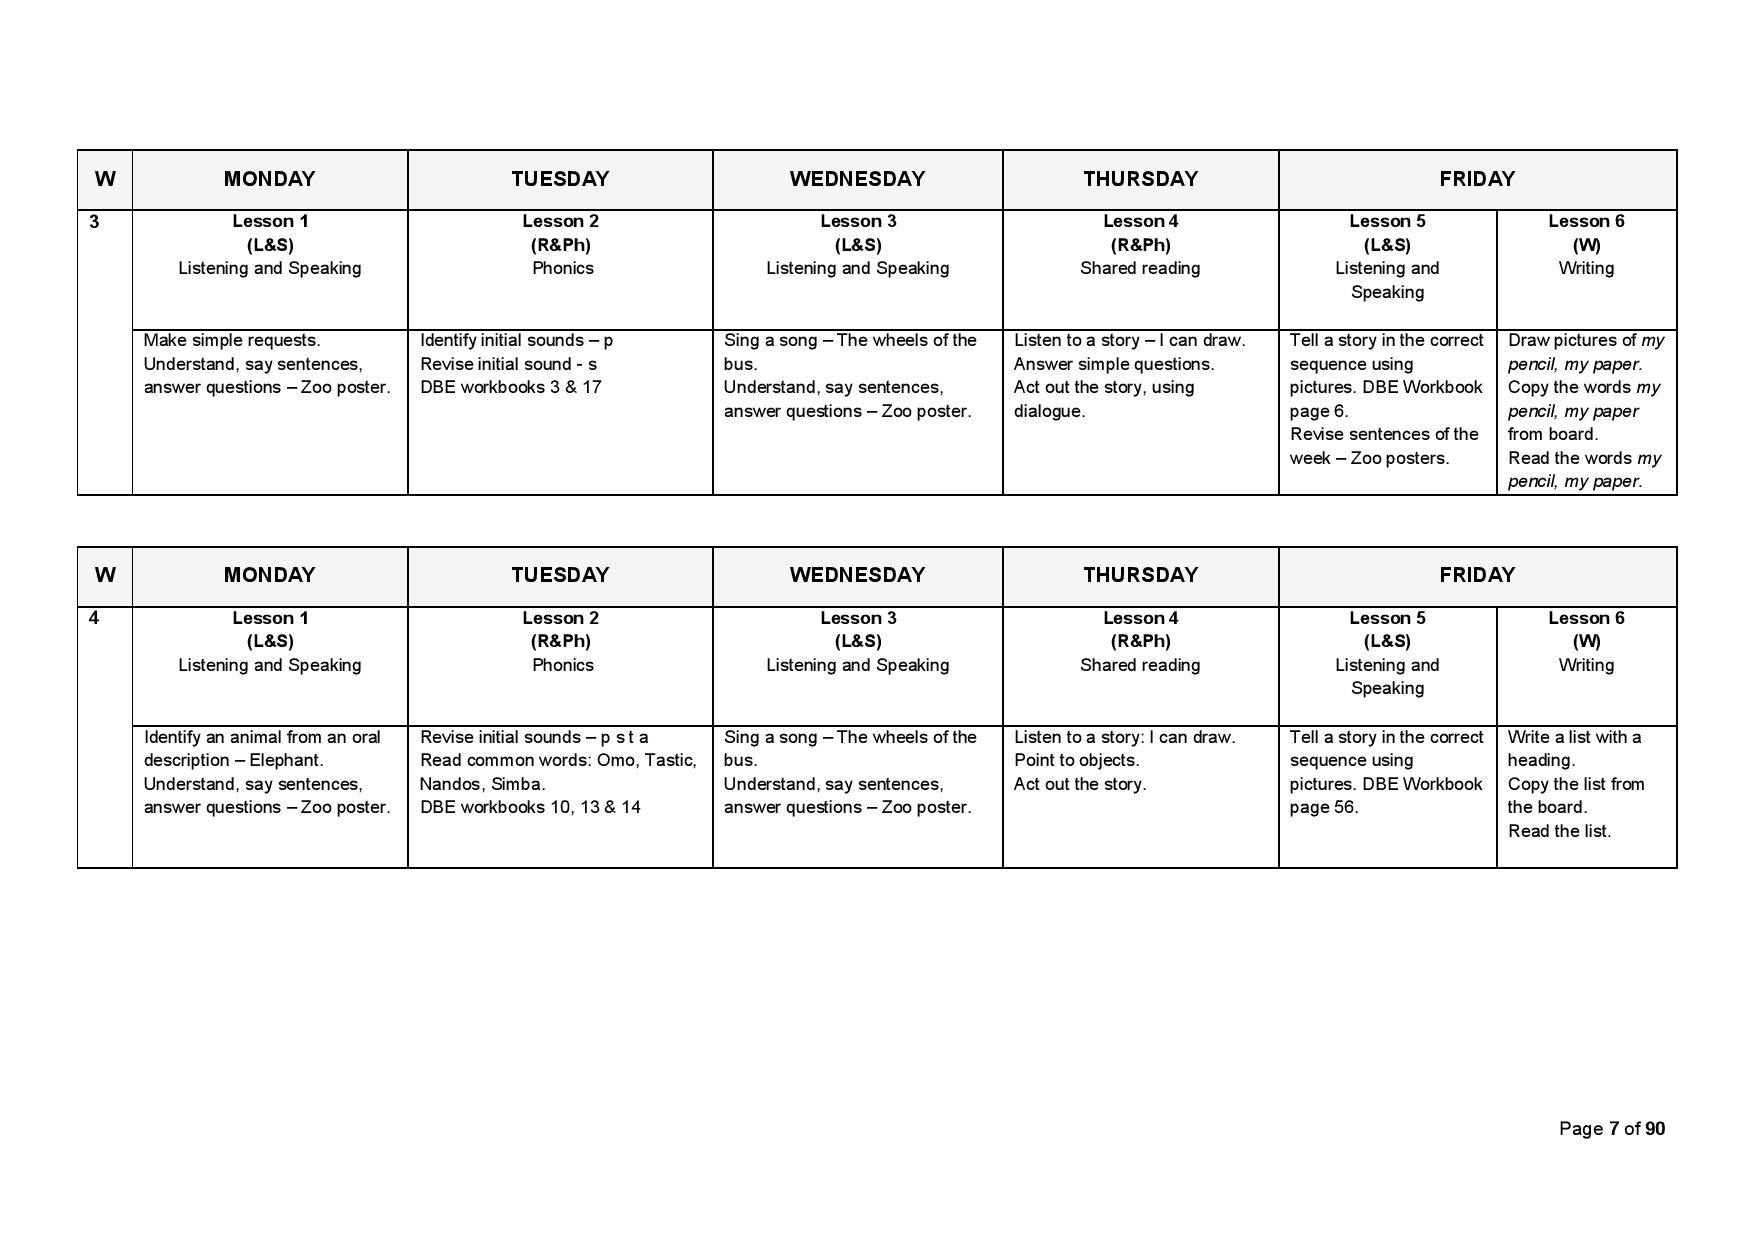 W
MONDAY
TUESDAY
WEDNESDAY
THURSDAY
FRIDAY
3
Lesson 1
(L&S)
Listening and Speaking
Lesson 2
(R&Ph)
Phonics
Lesson 3
(L&S)
Listening and Speaking
Lesson 4
(R&Ph)
Shared reading
Lesson 5
(L&S)
Listening and
Speaking
Lesson 6
(W)
Writing
Make simple requests.
Understand, say sentences,
answer questions – Zoo poster.
Identify initial sounds – p
Revise initial sound - s
DBE workbooks 3 & 17
Sing a song – The wheels of the
bus.
Understand, say sentences,
answer questions – Zoo poster.
Listen to a story – I can draw.
Answer simple questions.
Act out the story, using
dialogue.
Tell a story in the correct
sequence using
pictures. DBE Workbook
page 6.
Revise sentences of the
week – Zoo posters.
Draw pictures of my
pencil, my paper.
Copy the words my
pencil, my paper
from board.
Read the words my
pencil, my paper.
W
MONDAY
TUESDAY
WEDNESDAY
THURSDAY
FRIDAY
4
Lesson 1
(L&S)
Listening and Speaking
Lesson 2
(R&Ph)
Phonics
Lesson 3
(L&S)
Listening and Speaking
Lesson 4
(R&Ph)
Shared reading
Lesson 5
(L&S)
Listening and
Speaking
Lesson 6
(W)
Writing
Identify an animal from an oral
description – Elephant.
Understand, say sentences,
answer questions – Zoo poster.
Revise initial sounds – p s t a
Read common words: Omo, Tastic,
Nandos, Simba.
DBE workbooks 10, 13 & 14
Sing a song – The wheels of the
bus.
Understand, say sentences,
answer questions – Zoo poster.
Listen to a story: I can draw.
Point to objects.
Act out the story.
Tell a story in the correct
sequence using
pictures. DBE Workbook
page 56.
Write a list with a
heading.
Copy the list from
the board.
Read the list.
Page 7 of 90